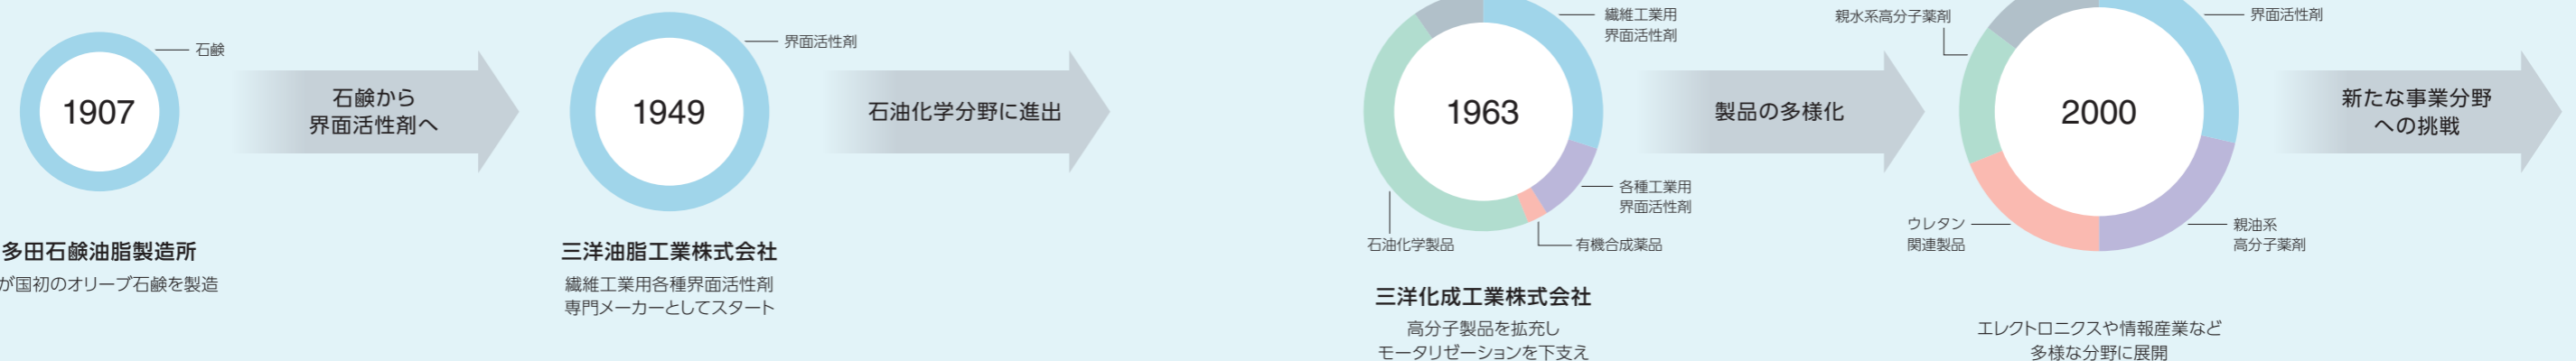 1907
石鹸
多田石鹸油脂製造所
が国初のオリーブ石鹸を製造
石鹸から
界面活性剤へ
1949
界面活性剤
三洋油脂工業株式会社
繊維工業用各種界面活性剤
専門メーカーとしてスタート
石油化学分野に進出
1963
繊維工業用
界面活性剤
各種工業用
界面活性剤
有機合成薬品
石油化学製品
三洋化成工業株式会社
高分子製品を拡充し
モータリゼーションを下支え
製品の多様化
2000
親水系高分子薬剤
界面活性剤
親油系
高分子薬剤
ウレタン
関連製品
エレクトロニクスや情報産業など
多様な分野に展開
新たな事業分野
への挑戦